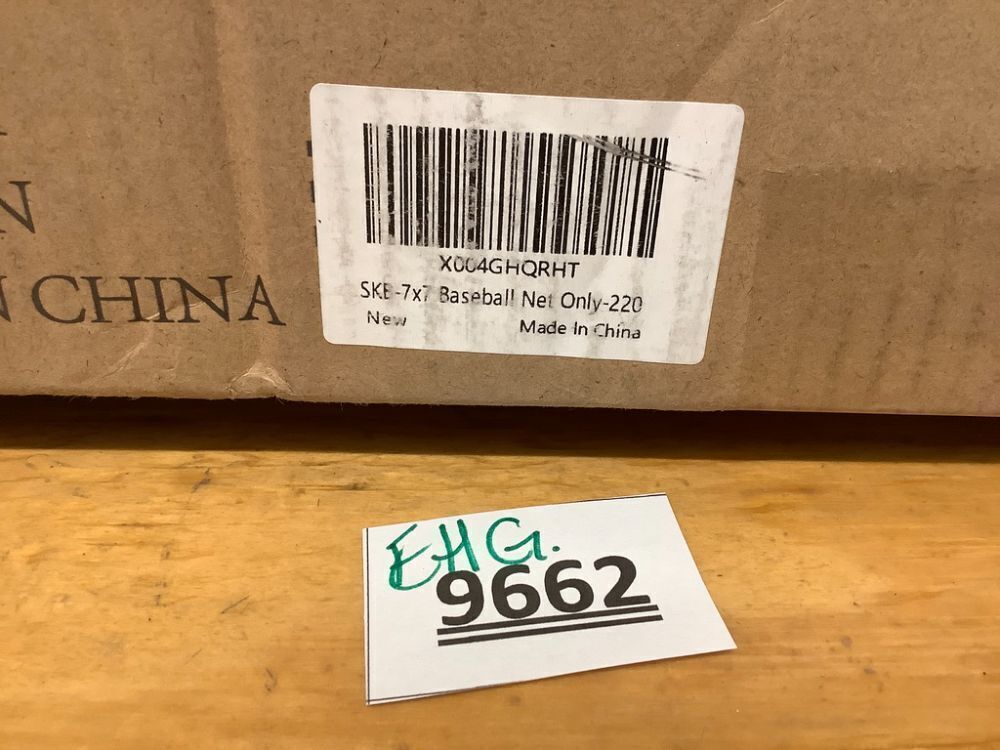 N
N CHINA
X004GHQRHT
SKE-7x7 Baseball Net Only-220
New
Made In China
EHG.
9662